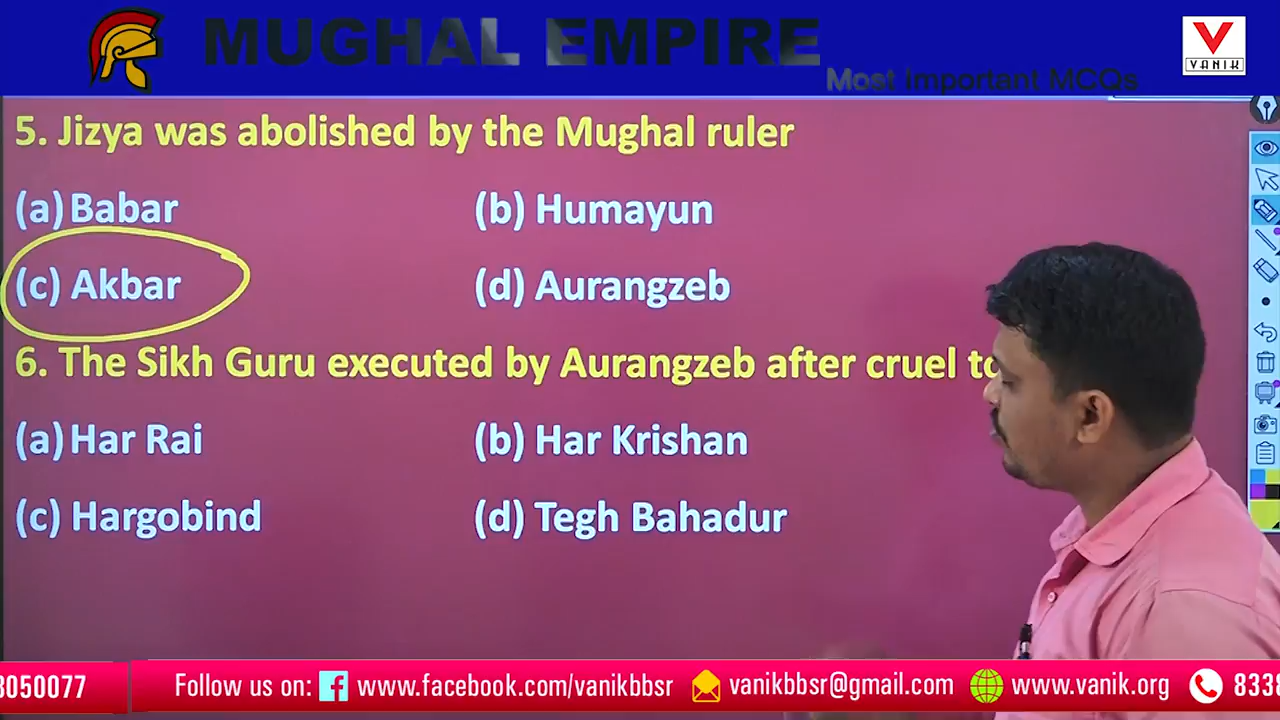 MUGHAL EMPIRE
Most Important MCQs
VANIK
5. Jizya was abolished by the Mughal ruler
(a) Babar
(b) Humayun
(c) Akbar
(d) Aurangzeb
6. The Sikh Guru executed by Aurangzeb after cruel
(a) Har Rai
(b) Har Krishan
(c) Hargobind
(d) Tegh Bahadur
3050077
Follow us on: www.facebook.com/vanikbbsr vanikbbsr@gmail.com www.vanik.org 8338